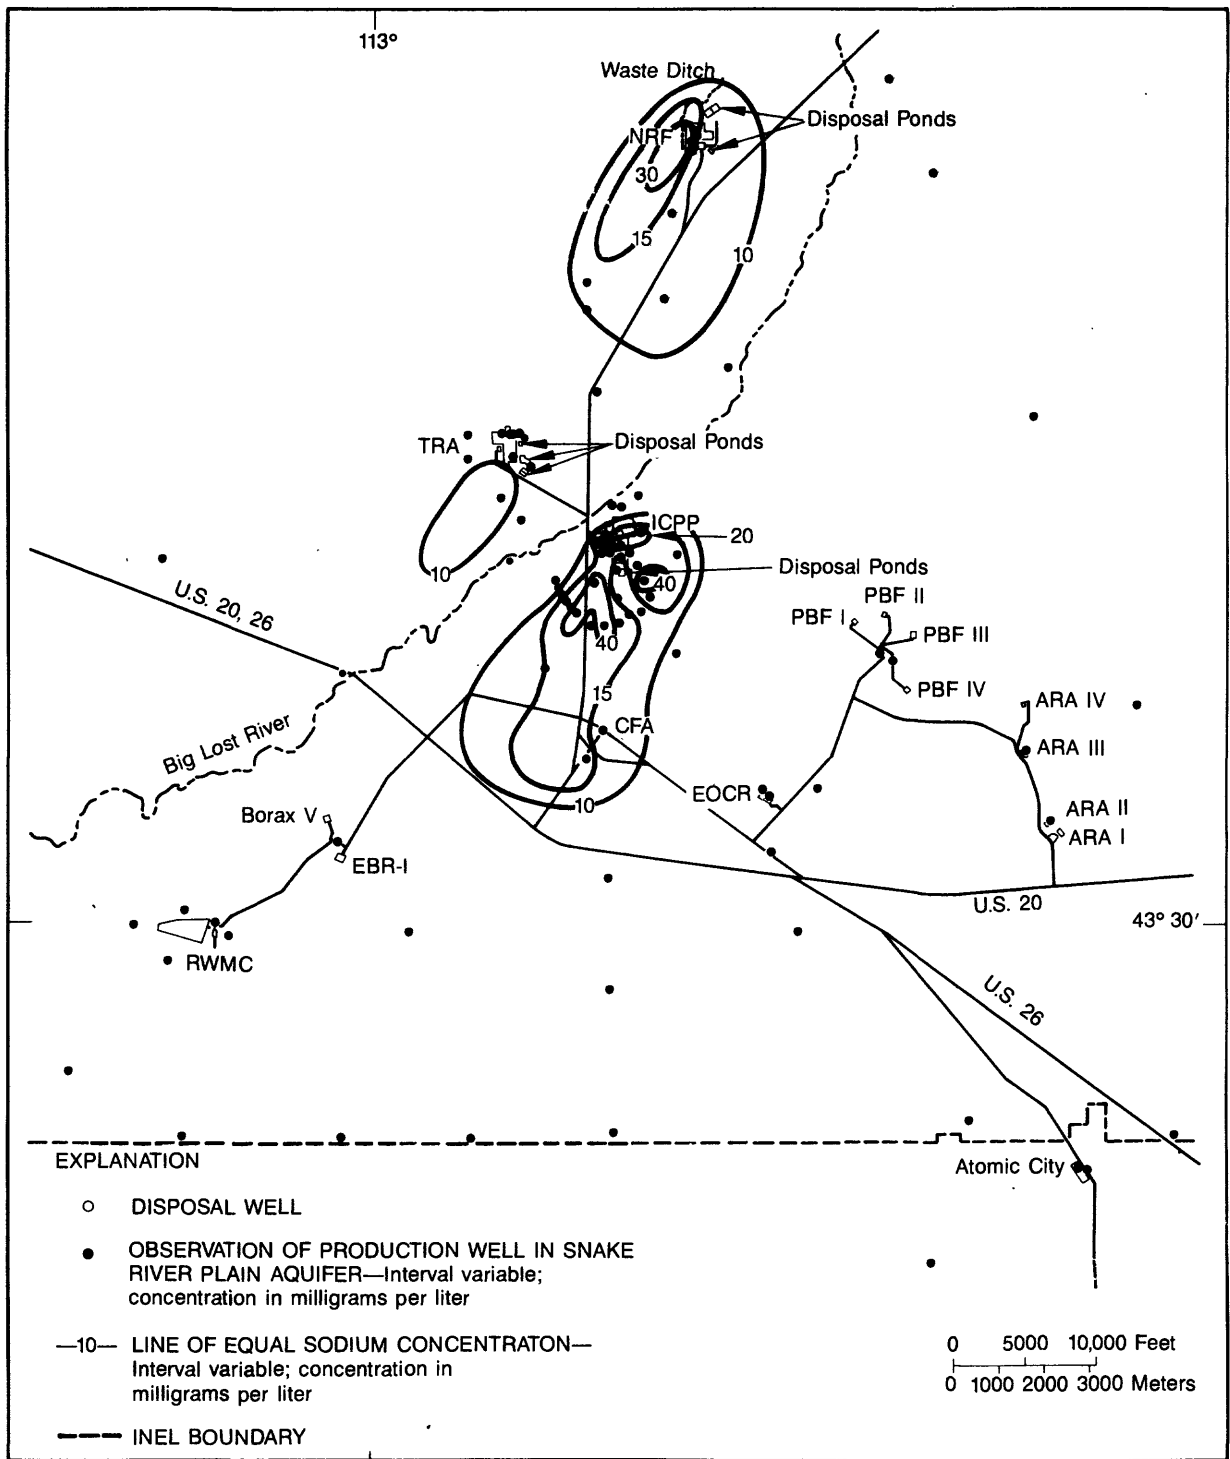 113°
Waste Ditch
Disposal Ponds
NRF
30
15
10
TRA
Disposal Ponds
ICPP
20
10
Disposal Ponds
40
U.S. 20, 26
PBF II
PBF I
PBF III
40
PBF IV
15
ARA IV
Big Lost River
CFA
ARA III
EOCR
10
Borax V
ARA II
ARA I
EBR-I
U.S. 20
43° 30′
RWMC
U.S. 26
EXPLANATION
Atomic City
DISPOSAL WELL
OBSERVATION OF PRODUCTION WELL IN SNAKE
RIVER PLAIN AQUIFER—Interval variable;
concentration in milligrams per liter
—10— LINE OF EQUAL SODIUM CONCENTRATON—
Interval variable; concentration in
milligrams per liter
0 5000 10,000 Feet
0 1000 2000 3000 Meters
INEL BOUNDARY